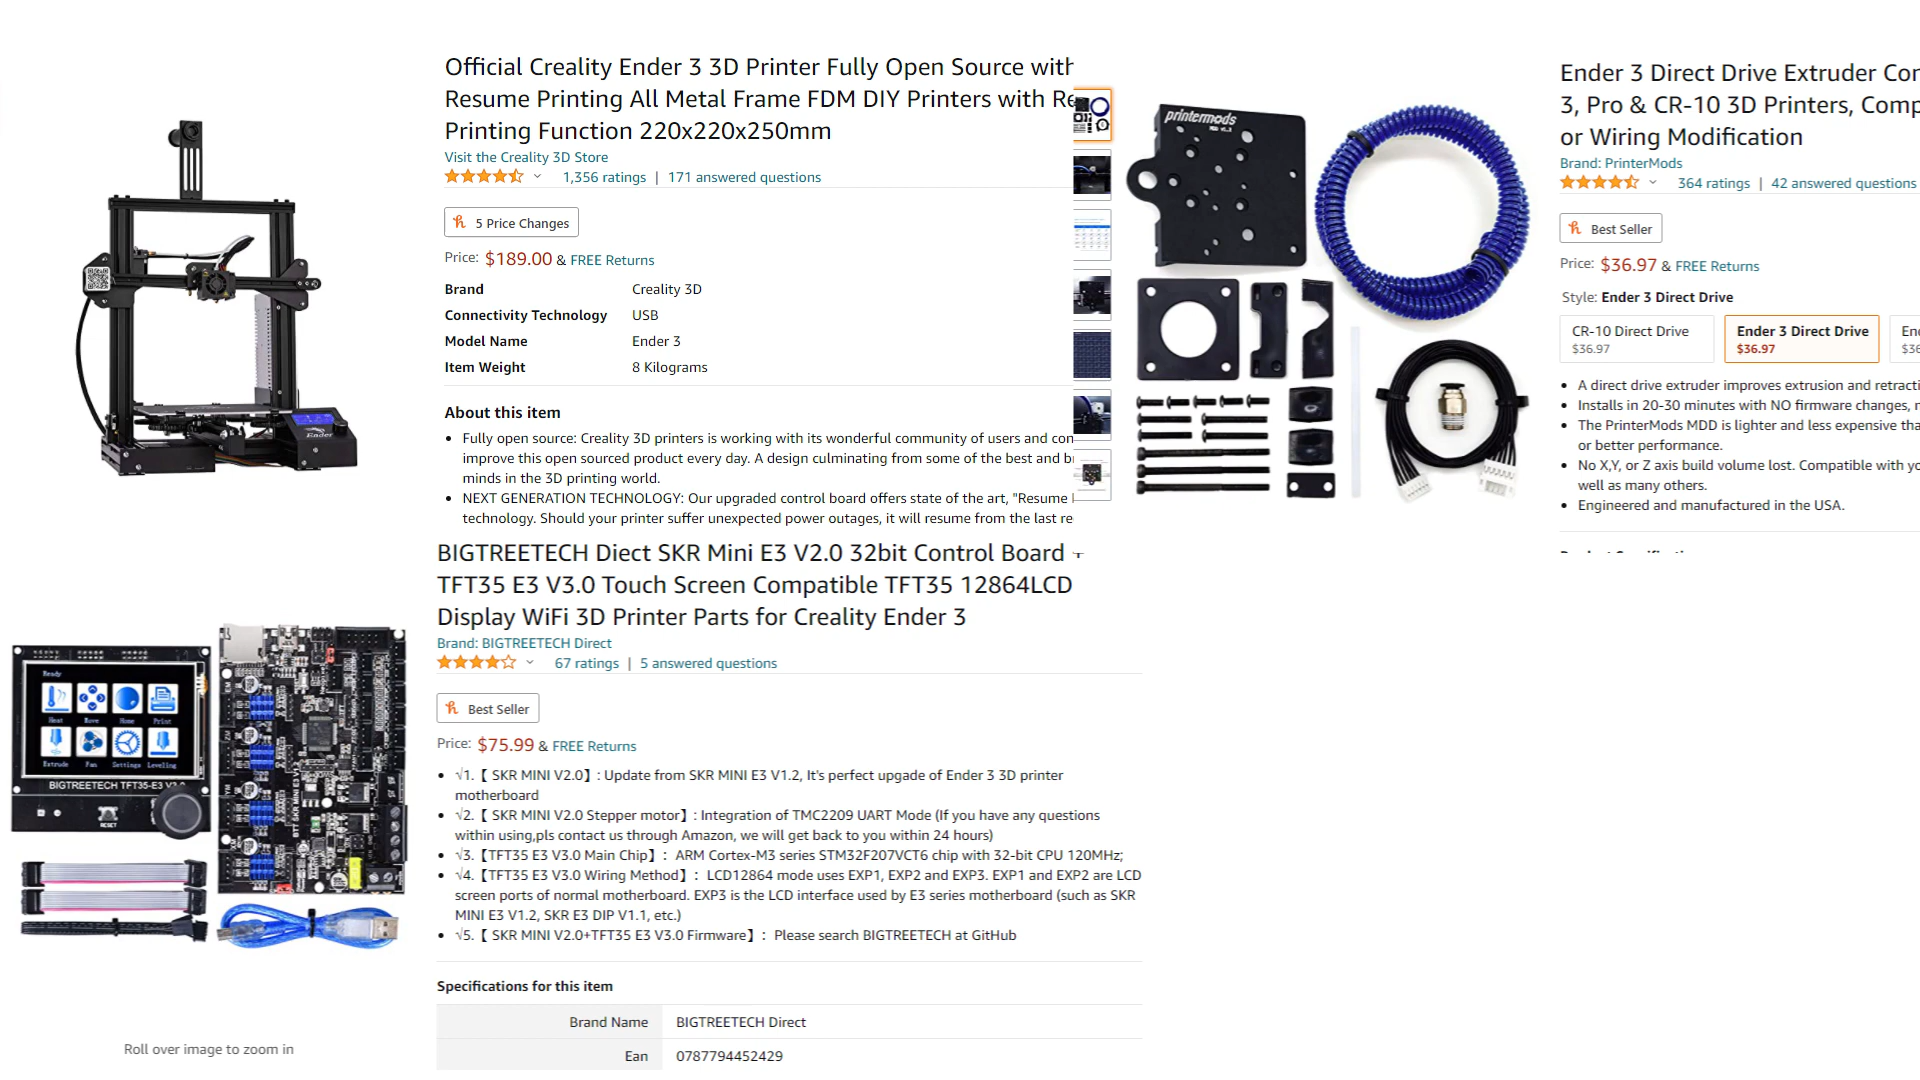 Official Creality Ender 3 3D Printer Fully Open Source with
Resume Printing All Metal Frame FDM DIY Printers with Re
Printing Function 220x220x250mm
Visit the Creality 3D Store
1,356 ratings | 171 answered questions
5 Price Changes
Price: $189.00 & FREE Returns
Brand Creality 3D
Connectivity Technology USB
Model Name Ender 3
Item Weight 8 Kilograms
About this item
• Fully open source: Creality 3D printers is working with its wonderful community of users and con
improve this open sourced product every day. A design culminating from some of the best and b
minds in the 3D printing world.
• NEXT GENERATION TECHNOLOGY: Our upgraded control board offers state of the art, "Resume
technology. Should your printer suffer unexpected power outages, it will resume from the last re
Ender
printermods
Ender 3 Direct Drive Extruder Cor
3, Pro & CR-10 3D Printers, Comp
or Wiring Modification
Brand: PrinterMods
364 ratings | 42 answered questions
Best Seller
Price: $36.97 & FREE Returns
Style: Ender 3 Direct Drive
CR-10 Direct Drive
$36.97
Ender 3 Direct Drive
$36.97
En
$36
• A direct drive extruder improves extrusion and retracti
• Installs in 20-30 minutes with NO firmware changes,
• The PrinterMods MDD is lighter and less expensive tha
or better performance.
• No X,Y, or Z axis build volume lost. Compatible with yo
well as many others.
• Engineered and manufactured in the USA.
BIGTREETECH Diect SKR Mini E3 V2.0 32bit Control Board +
TFT35 E3 V3.0 Touch Screen Compatible TFT35 12864LCD
Display WiFi 3D Printer Parts for Creality Ender 3
Brand: BIGTREETECH Direct
67 ratings | 5 answered questions
Best Seller
Price: $75.99 & FREE Returns
• √1.【 SKR MINI V2.0】: Update from SKR MINI E3 V1.2, It's perfect upgade of Ender 3 3D printer
motherboard
• √2.【 SKR MINI V2.0 Stepper motor】: Integration of TMC2209 UART Mode (If you have any questions
within using,pls contact us through Amazon, we will get back to you within 24 hours)
• √3.【TFT35 E3 V3.0 Main Chip】: ARM Cortex-M3 series STM32F207VCT6 chip with 32-bit CPU 120MHz;
• √4.【TFT35 E3 V3.0 Wiring Method】: LCD12864 mode uses EXP1, EXP2 and EXP3. EXP1 and EXP2 are LCD
screen ports of normal motherboard. EXP3 is the LCD interface used by E3 series motherboard (such as SKR
MINI E3 V1.2, SKR E3 DIP V1.1, etc.)
• √5.【 SKR MINI V2.0+TFT35 E3 V3.0 Firmware】: Please search BIGTREETECH at GitHub
Specifications for this item
Brand Name BIGTREETECH Direct
Ean 0787794452429
Ready
Heat Move Home Print
Extrude Fan Settings Leveling
BIGTREETECH TFT35-E3
RESET
BTT SKR MINI E3
Roll over image to zoom in